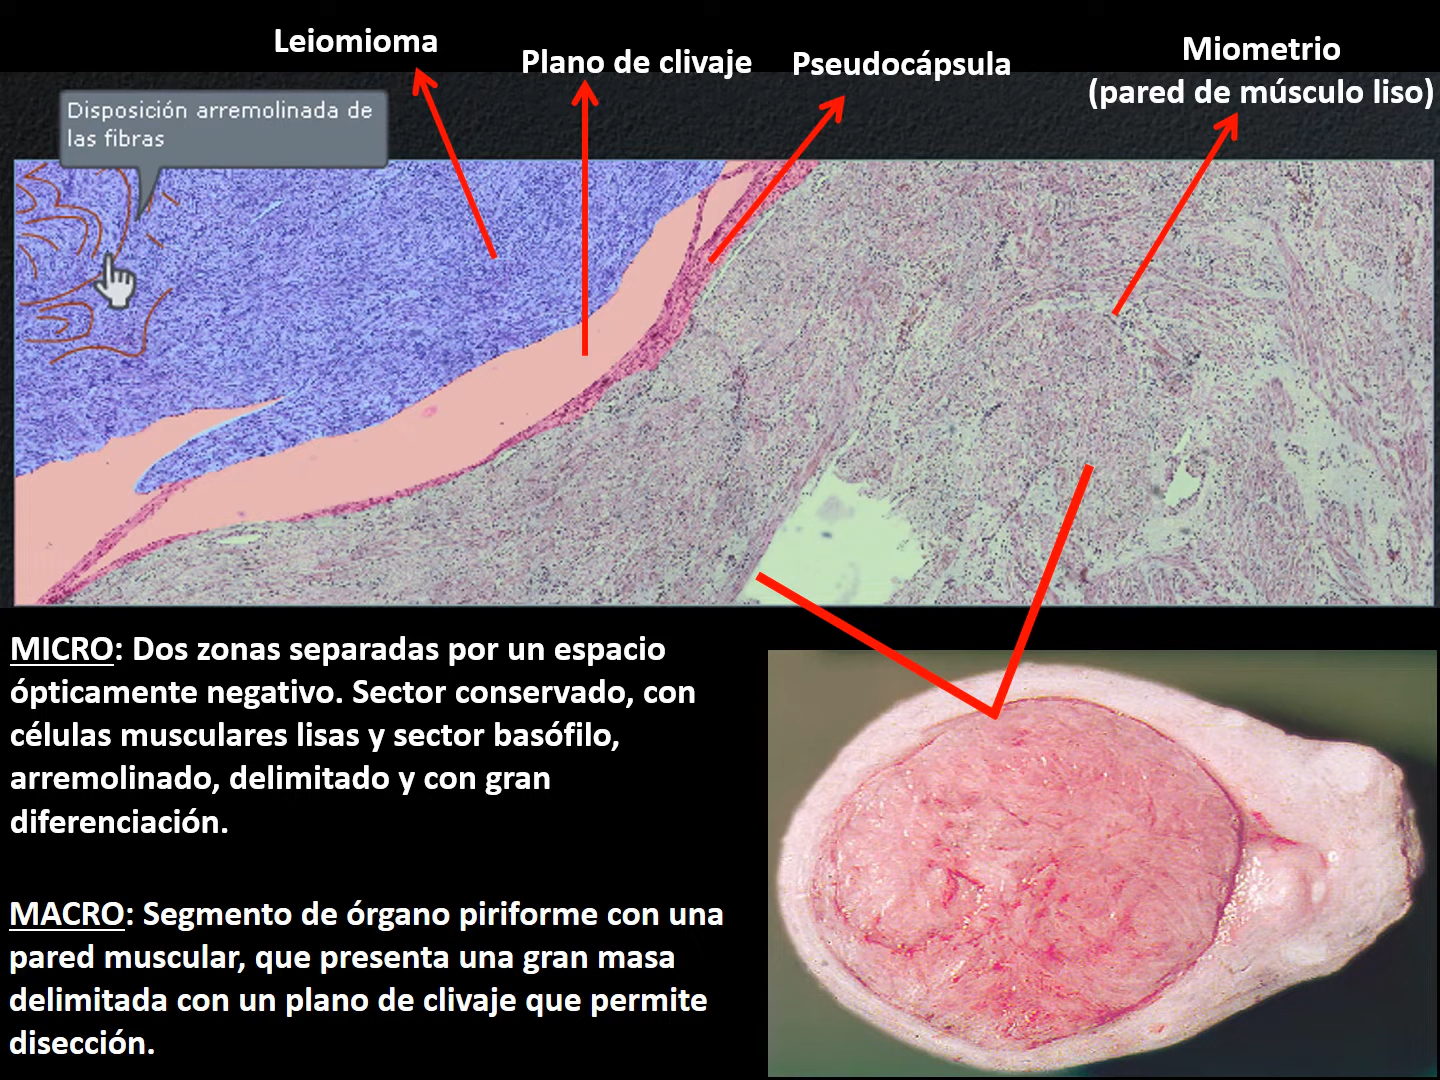 Leiomioma
Plano de clivaje
Pseudocápsula
Miometrio
(pared de músculo liso)
Disposición arremolinada de
las fibras
MICRO: Dos zonas separadas por un espacio
ópticamente negativo. Sector conservado, con
células musculares lisas y sector basófilo,
arremolinado, delimitado y con gran
diferenciación.
MACRO: Segmento de órgano piriforme con una
pared muscular, que presenta una gran masa
delimitada con un plano de clivaje que permite
disección.